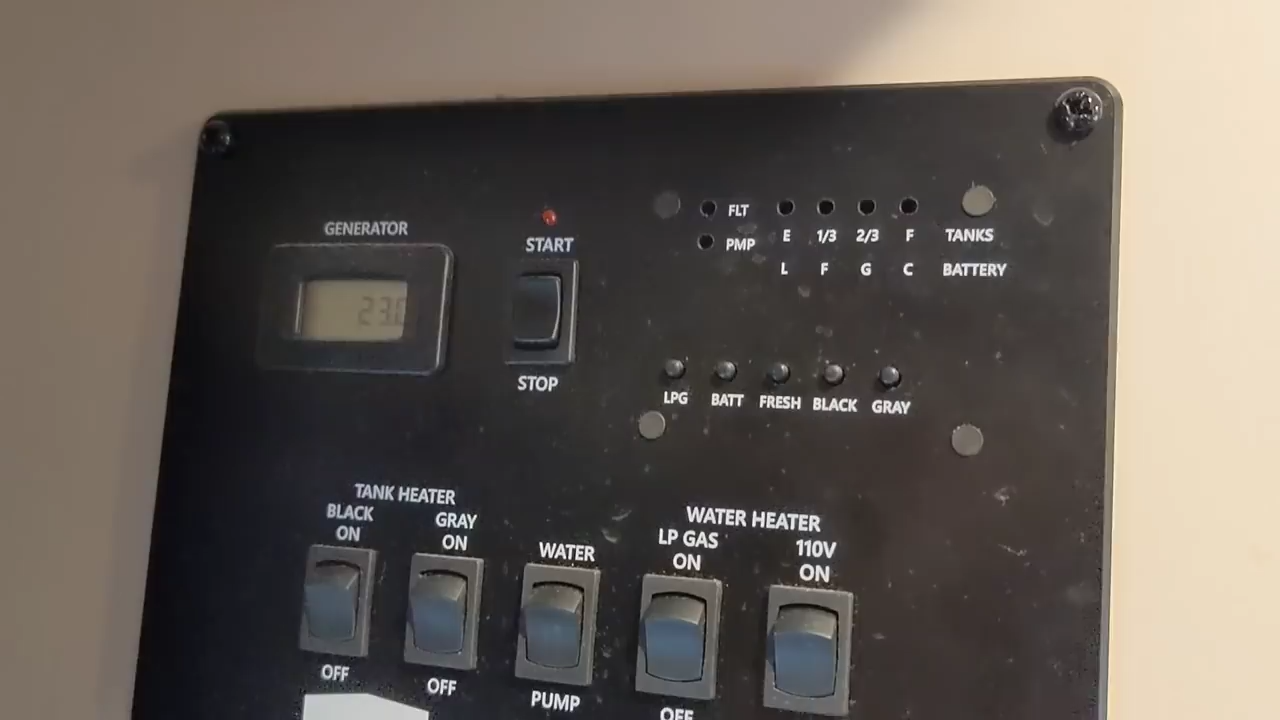 GENERATOR
START
STOP
FLT
PMP
E 1/3 2/3 F TANKS
L F G C BATTERY
LPG BATT FRESH BLACK GRAY
TANK HEATER
BLACK
ON
OFF
GRAY
ON
OFF
WATER
PUMP
WATER HEATER
LP GAS
ON
OFF
110V
ON